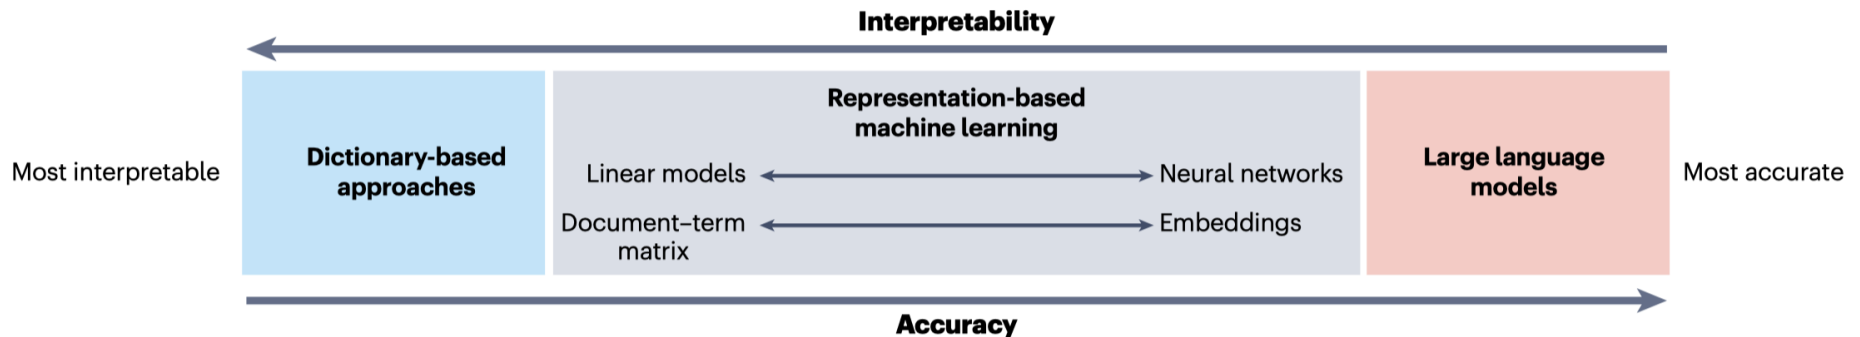 Interpretability
Most interpretable
Dictionary-based
approaches
Representation-based
machine learning
Linear models
Neural networks
Document–term
matrix
Embeddings
Large language
models
Most accurate
Accuracy